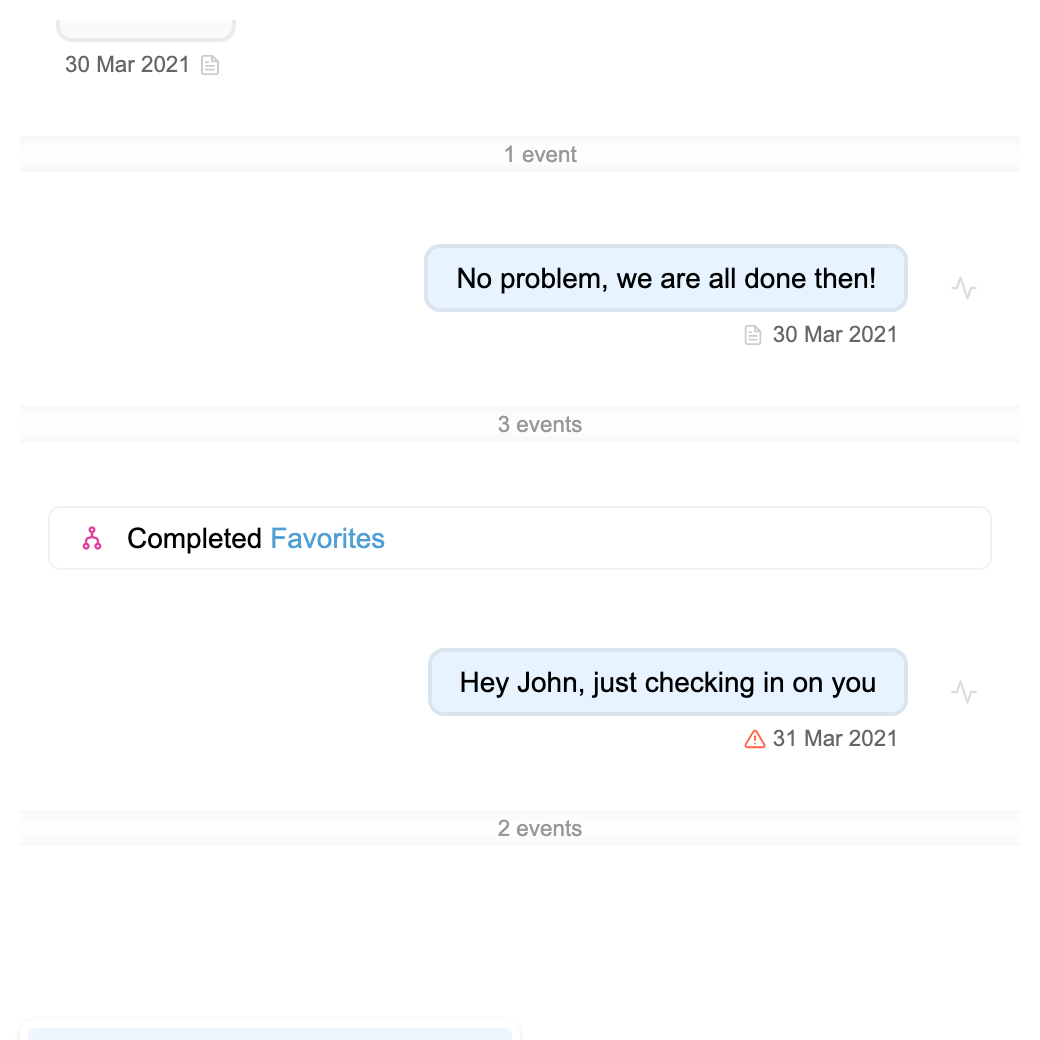 30 Mar 2021
1 event
No problem, we are all done then!
30 Mar 2021
3 events
Completed Favorites
Hey John, just checking in on you
31 Mar 2021
2 events